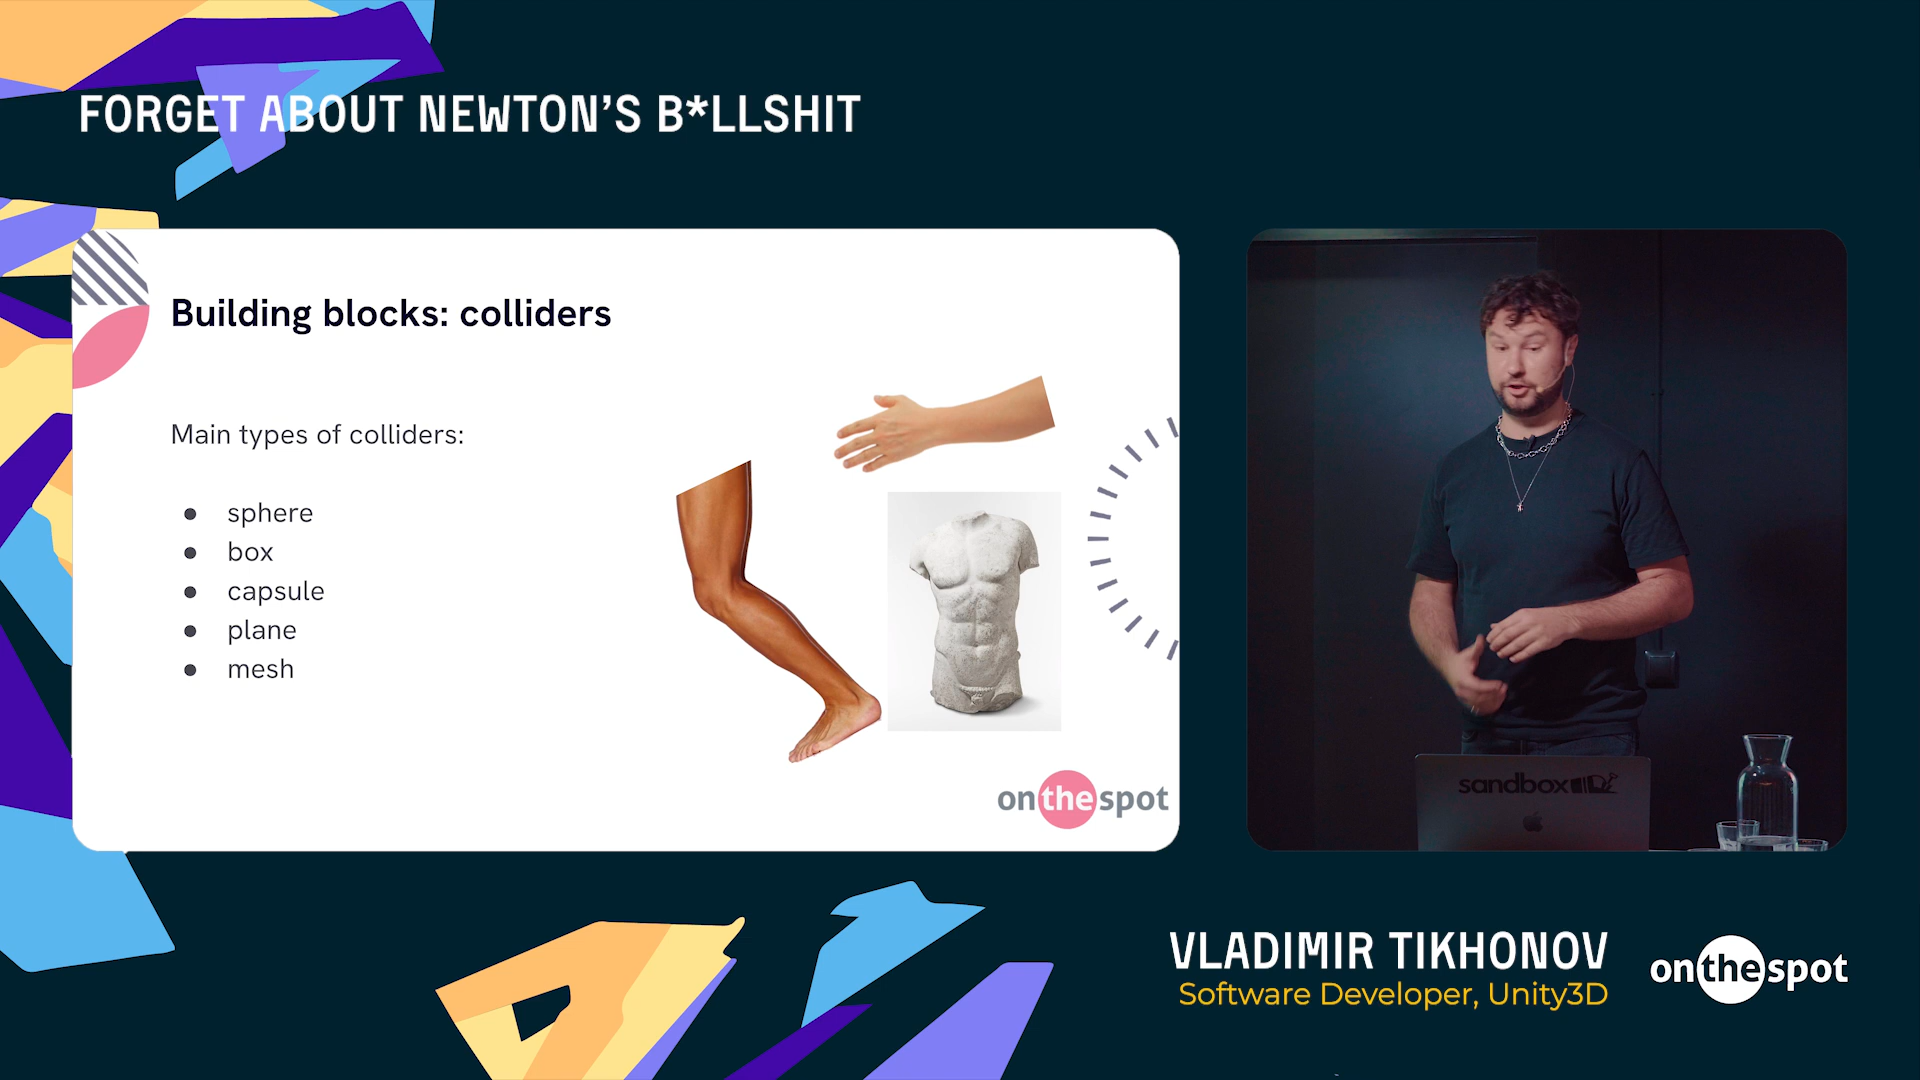 FORGET ABOUT NEWTON'S B*LLSHIT
Building blocks: colliders
Main types of colliders:
● sphere
● box
● capsule
● plane
● mesh
onthespot
sandbox
VLADIMIR TIKHONOV
Software Developer, Unity3D
onthespot